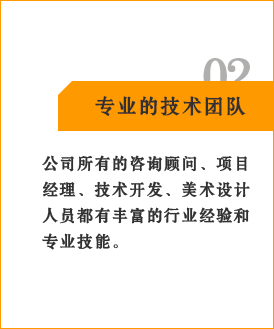 02
专业的技术团队
公司所有的咨询顾问、项目
经理、技术开发、美术设计
人员都有丰富的行业经验和
专业技能。